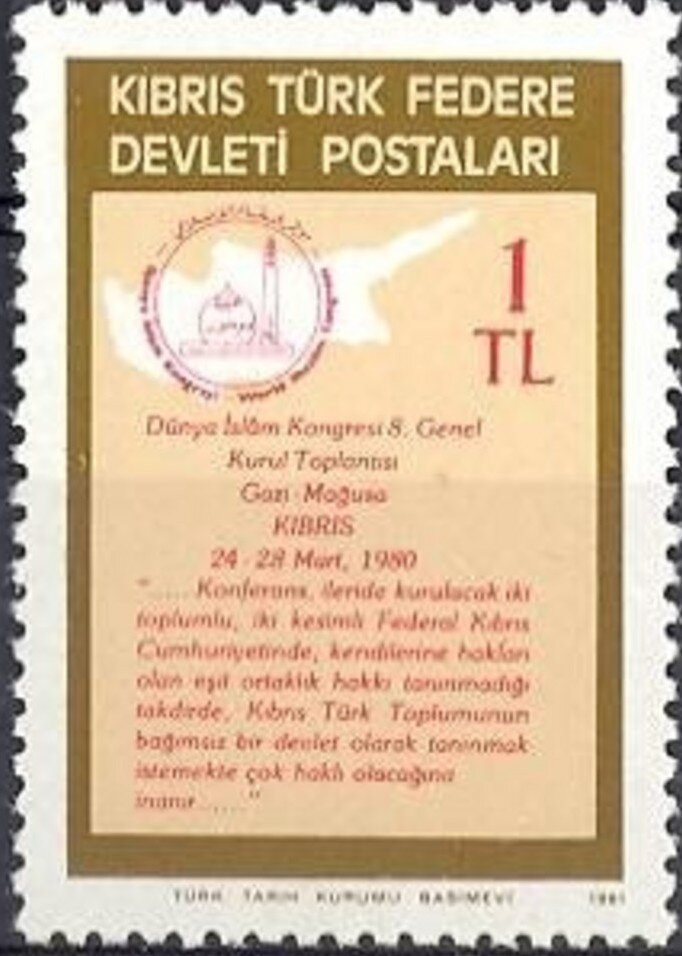 KIBRIS TÜRK FEDERE
DEVLETİ POSTALARI
1
TL
Dünya İslâm Kongresi 8. Genel
Kurul Toplantısı
Gazi-Mağusa
KIBRIS
24-28 Mart, 1980
"......Konferans, ileride kurulacak iki
toplumlu, iki kesimli Federal Kıbrıs
Cumhuriyetinde, kendilerine hakları
olan eşit ortaklık hakkı tanınmadığı
takdirde, Kıbrıs Türk Toplumunun
bağımsız bir devlet olarak tanınmak
istemekte çok haklı olacağına
inanır......"
TÜRK TARİH KURUMU BASIMEVİ 1981